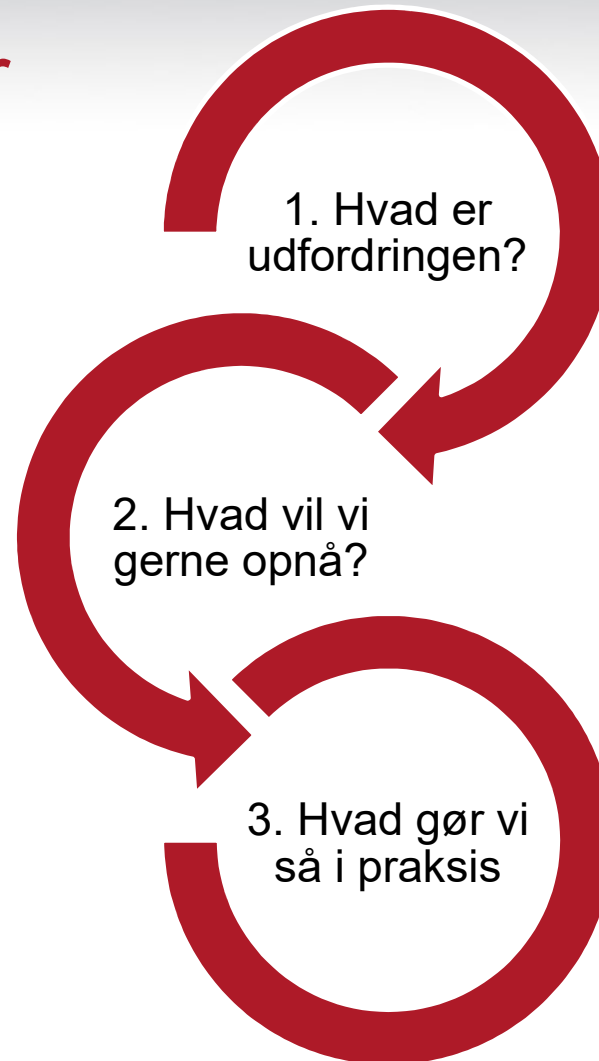 1. Hvad er
udfordringen?
2. Hvad vil vi
gerne opnå?
3. Hvad gør vi
så i praksis